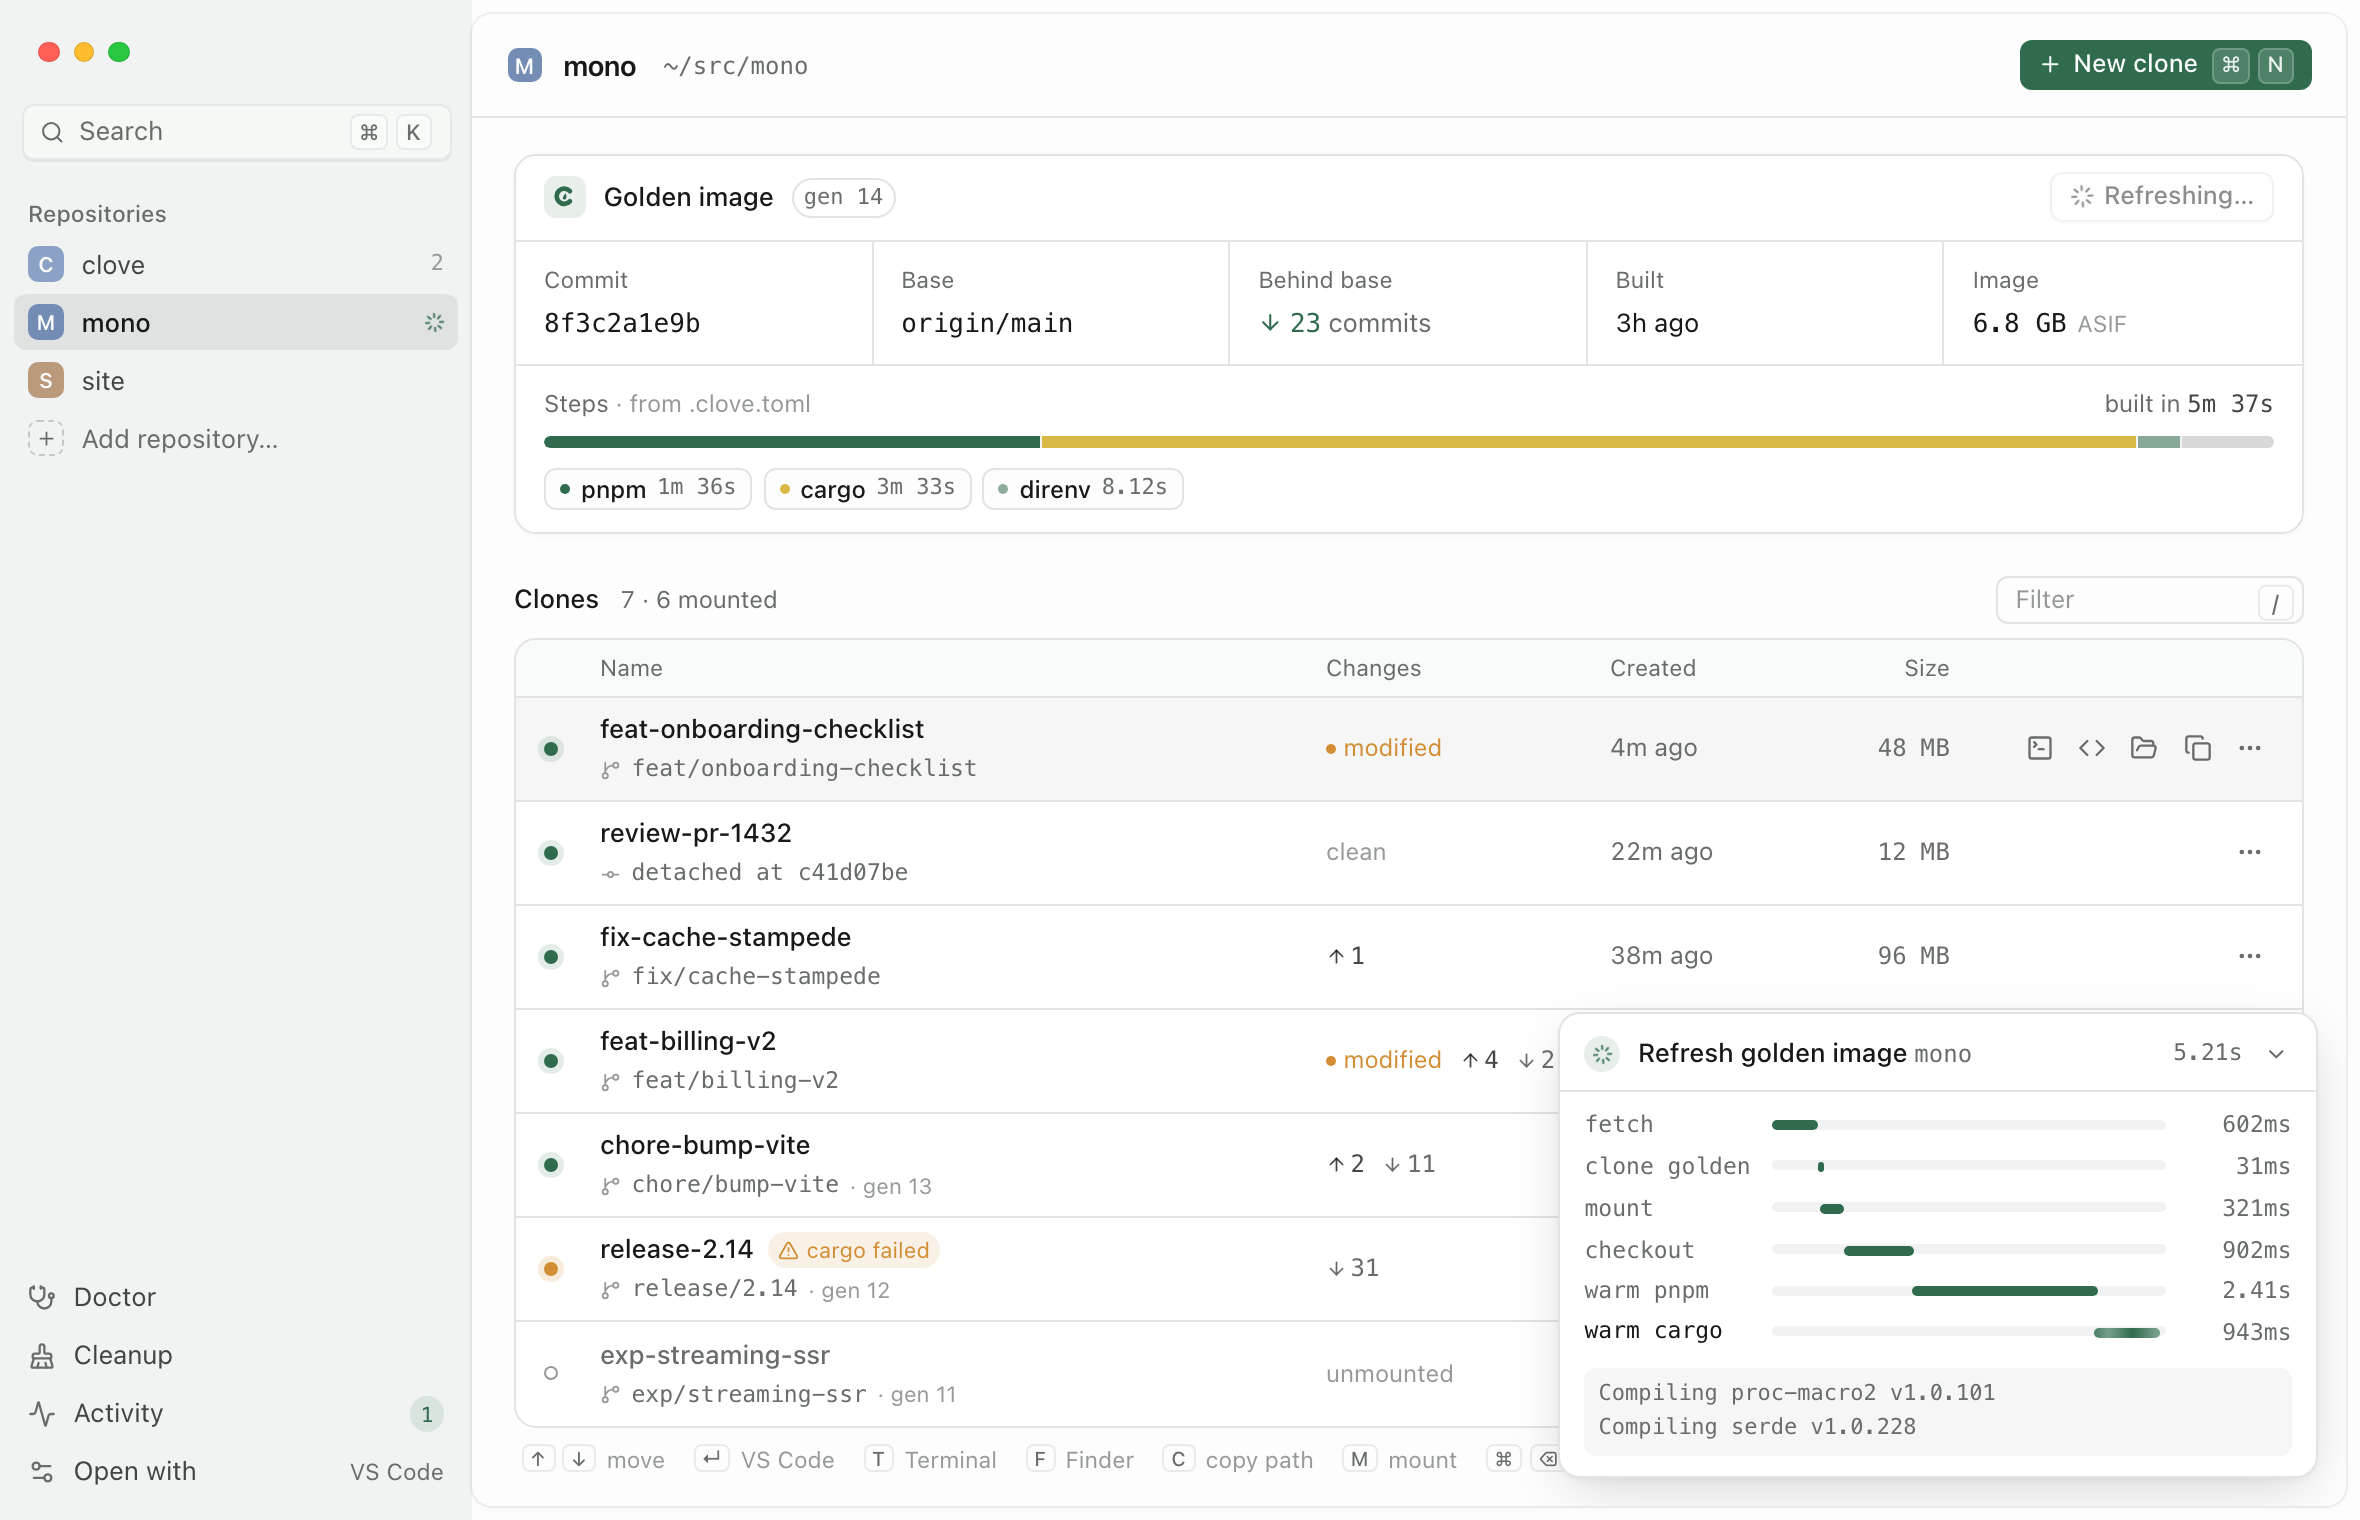 Search ⌘ K
Repositories
C clove 2
M mono
S site
+ Add repository...
Doctor
Cleanup
Activity 1
Open with VS Code
M mono ~/src/mono
+ New clone ⌘ N
Golden image gen 14
Refreshing...
Commit
8f3c2a1e9b
Base
origin/main
Behind base
↓ 23 commits
Built
3h ago
Image
6.8 GB ASIF
Steps · from .clove.toml
built in 5m 37s
pnpm 1m 36s
cargo 3m 33s
direnv 8.12s
Clones 7 · 6 mounted
Filter /
Name Changes Created Size
feat-onboarding-checklist
feat/onboarding-checklist
modified 4m ago 48 MB
review-pr-1432
detached at c41d07be
clean 22m ago 12 MB
fix-cache-stampede
fix/cache-stampede
↑ 1 38m ago 96 MB
feat-billing-v2
feat/billing-v2
modified ↑ 4 ↓ 2
chore-bump-vite
chore/bump-vite · gen 13
↑ 2 ↓ 11
release-2.14 cargo failed
release/2.14 · gen 12
↓ 31
exp-streaming-ssr
exp/streaming-ssr · gen 11
unmounted
↑ ↓ move ↵ VS Code T Terminal F Finder C copy path M mount ⌘ ⌫
Refresh golden image mono 5.21s
fetch 602ms
clone golden 31ms
mount 321ms
checkout 902ms
warm pnpm 2.41s
warm cargo 943ms
Compiling proc-macro2 v1.0.101
Compiling serde v1.0.228